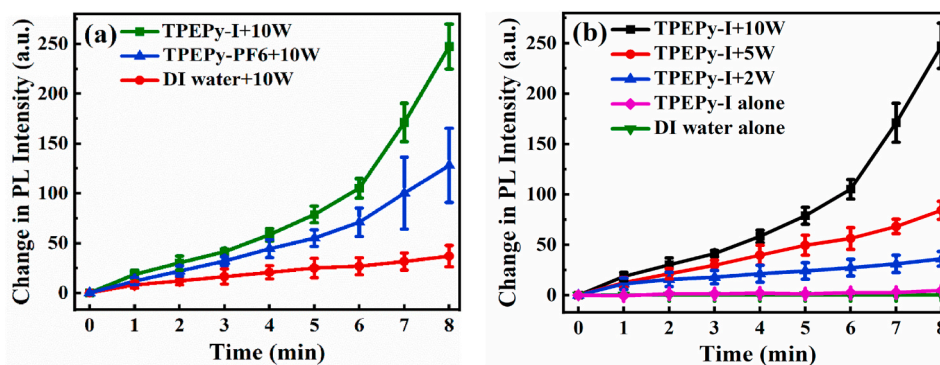 (a)
TPEPy-I+10W
TPEPy-PF6+10W
DI water+10W
Change in PL Intensity (a.u.)
250
200
150
100
50
0
0 1 2 3 4 5 6 7 8
Time (min)
(b)
TPEPy-I+10W
TPEPy-I+5W
TPEPy-I+2W
TPEPy-I alone
DI water alone
Change in PL Intensity (a.u.)
250
200
150
100
50
0
0 1 2 3 4 5 6 7 8
Time (min)